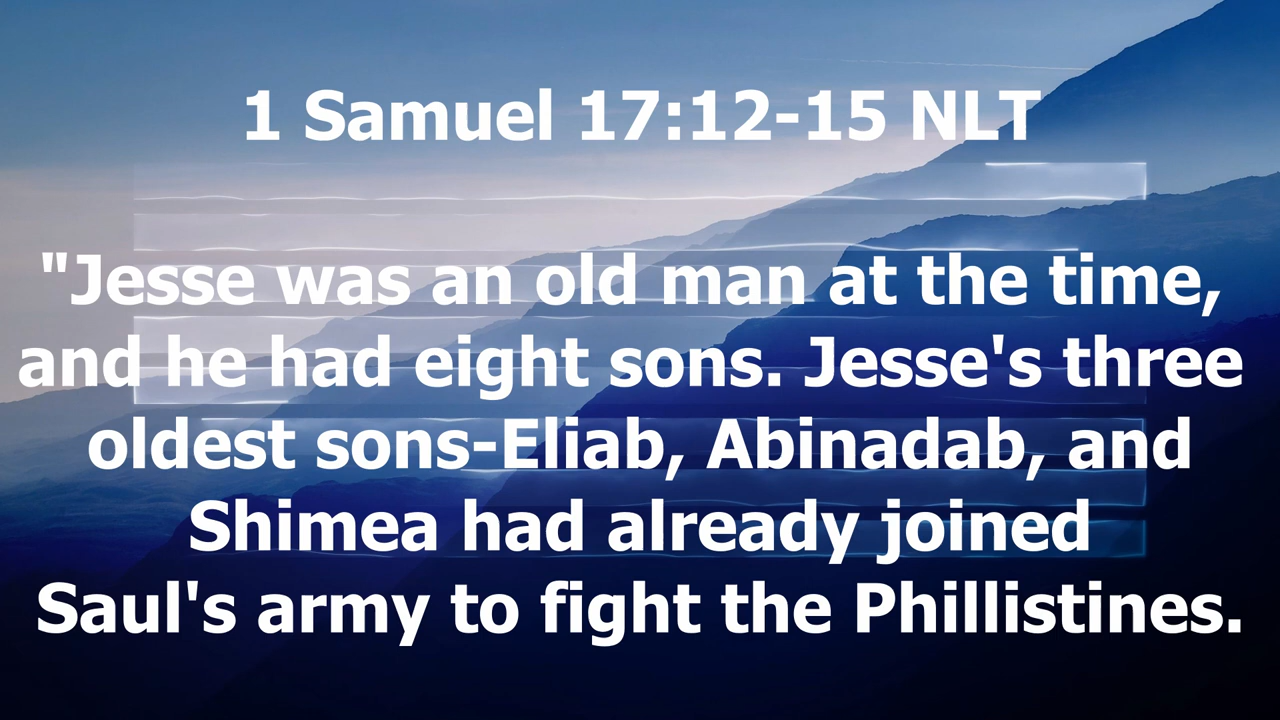 1 Samuel 17:12-15 NLT
"Jesse was an old man at the time,
and he had eight sons. Jesse's three
oldest sons-Eliab, Abinadab, and
Shimea had already joined
Saul's army to fight the Phillistines.